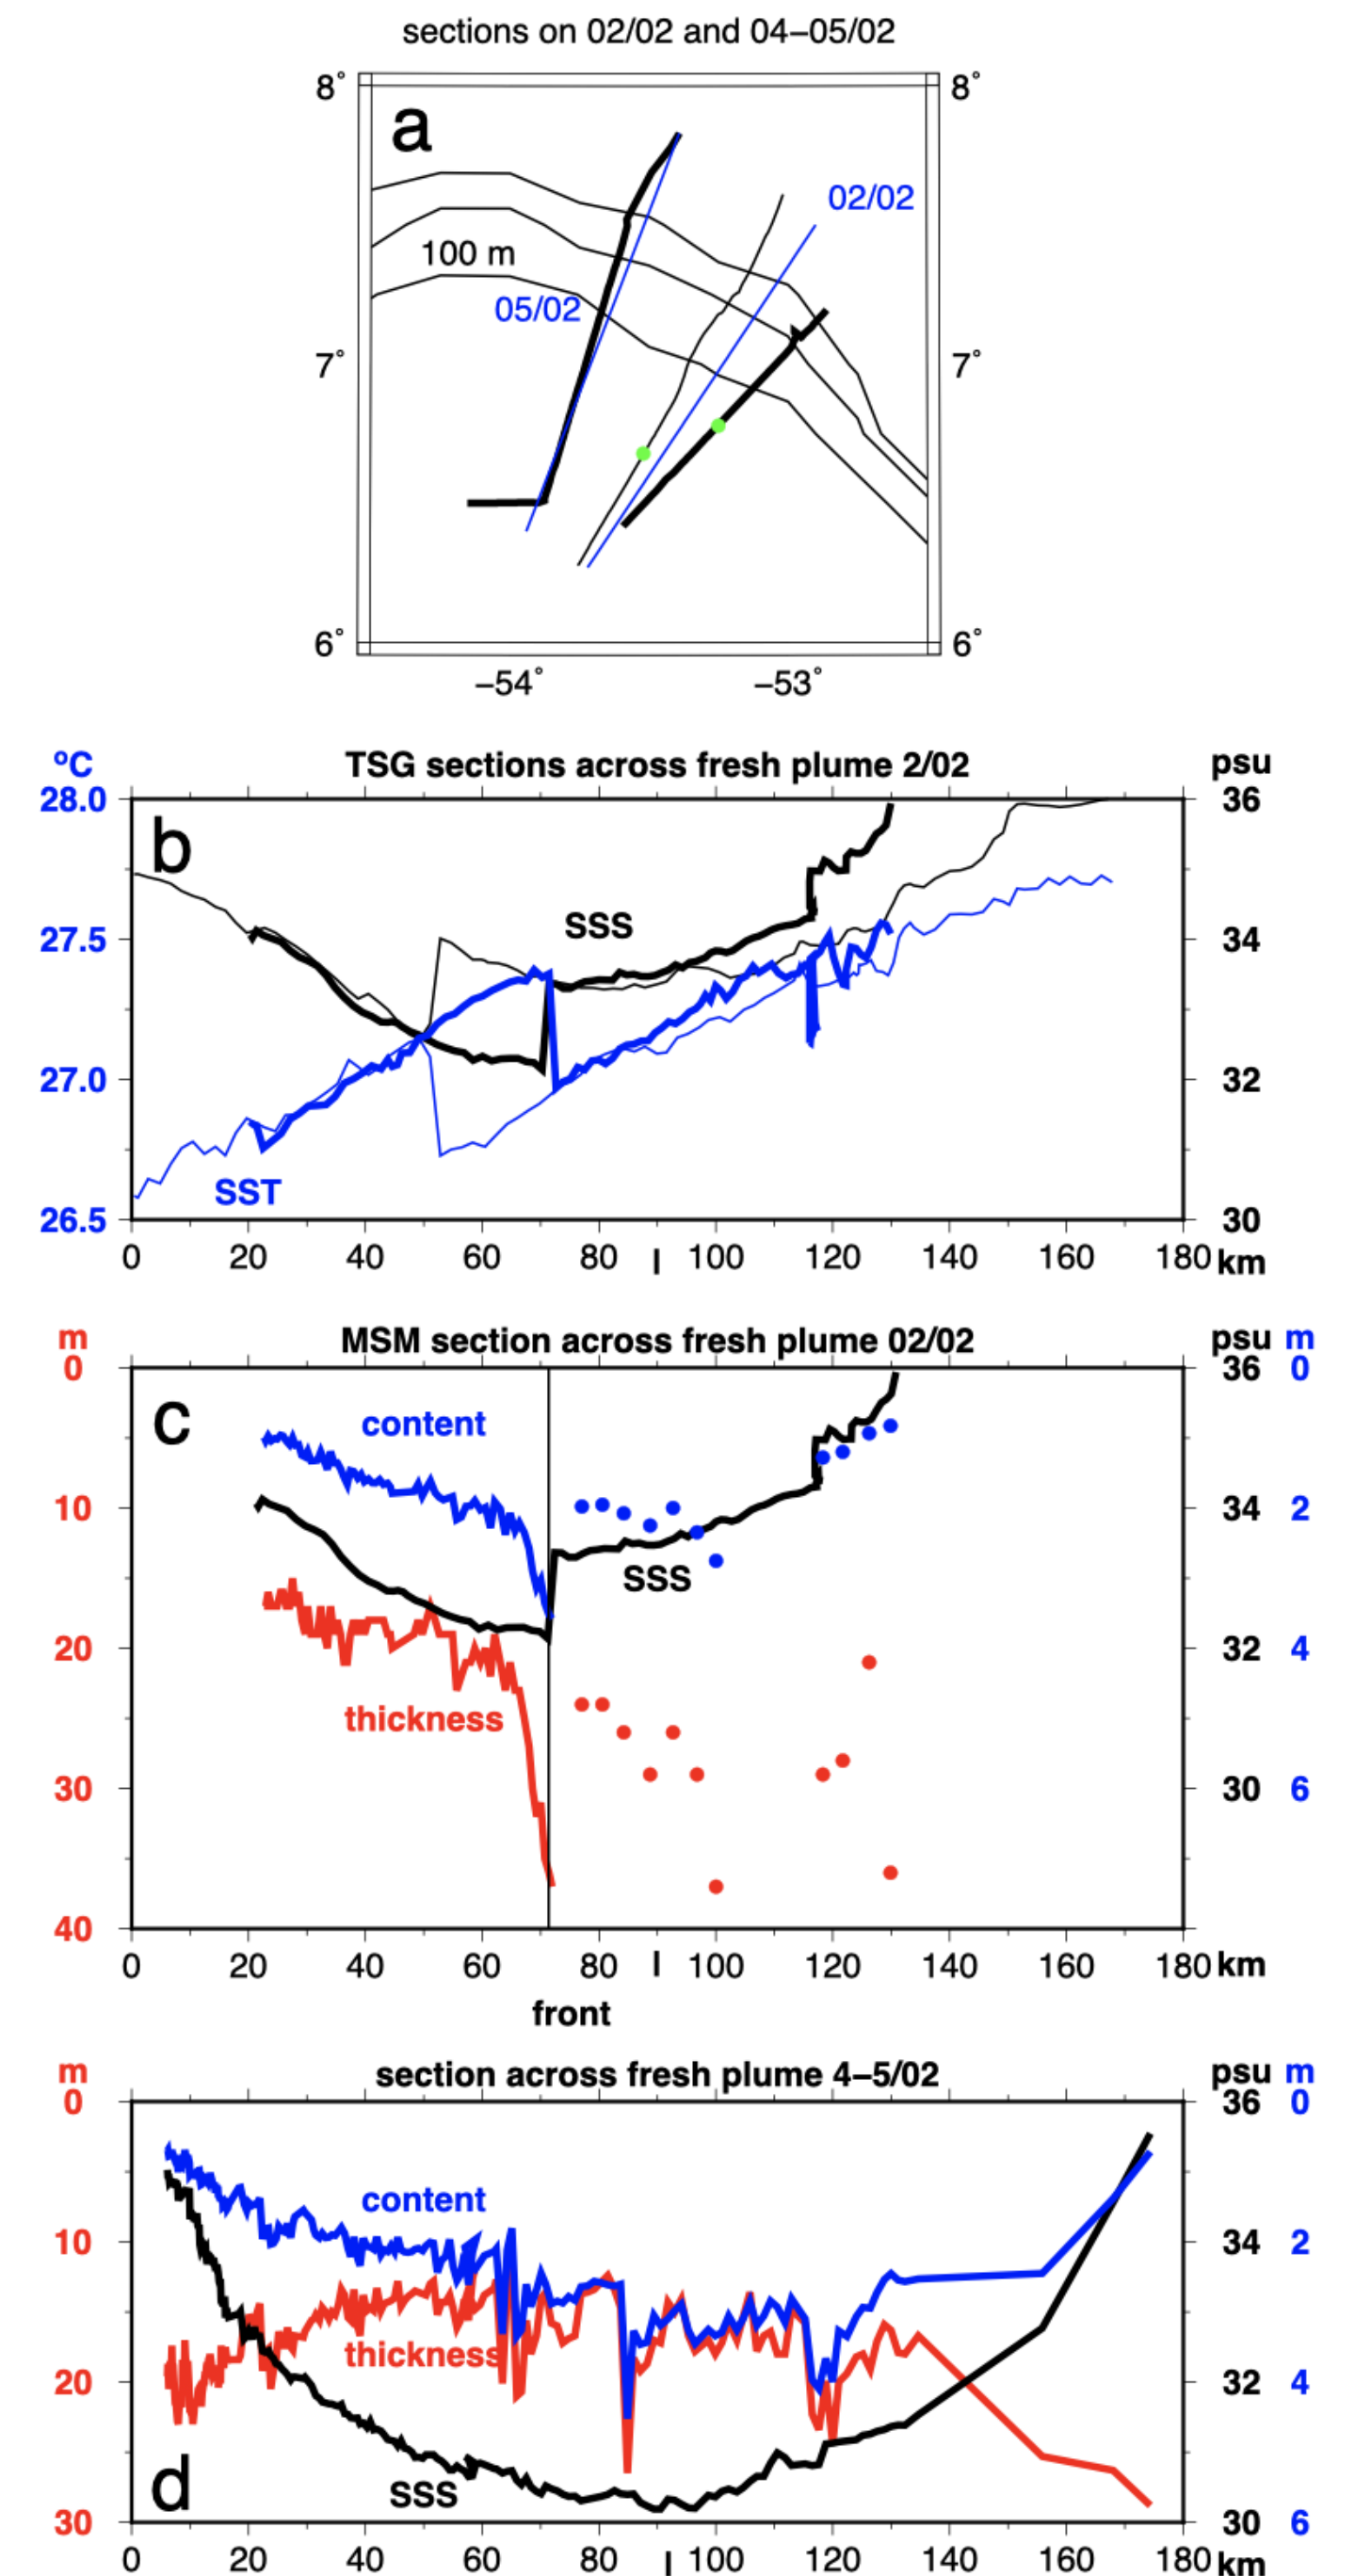 sections on 02/02 and 04–05/02
8° 8°
a
02/02
100 m
05/02
7° 7°
6° 6°
–54° –53°
ºC TSG sections across fresh plume 2/02 psu
28.0 36
b
SSS
27.5 34
27.0 32
SST
26.5 30
0 20 40 60 80 100 120 140 160 180 km
m MSM section across fresh plume 02/02 psu m
0 36 0
c content
10 34 2
SSS
20 32 4
thickness
30 30 6
40
0 20 40 60 80 100 120 140 160 180 km
front
m section across fresh plume 4–5/02 psu m
0 36 0
content
10 34 2
thickness
20 32 4
d SSS
30 30 6
0 20 40 60 80 100 120 140 160 180 km